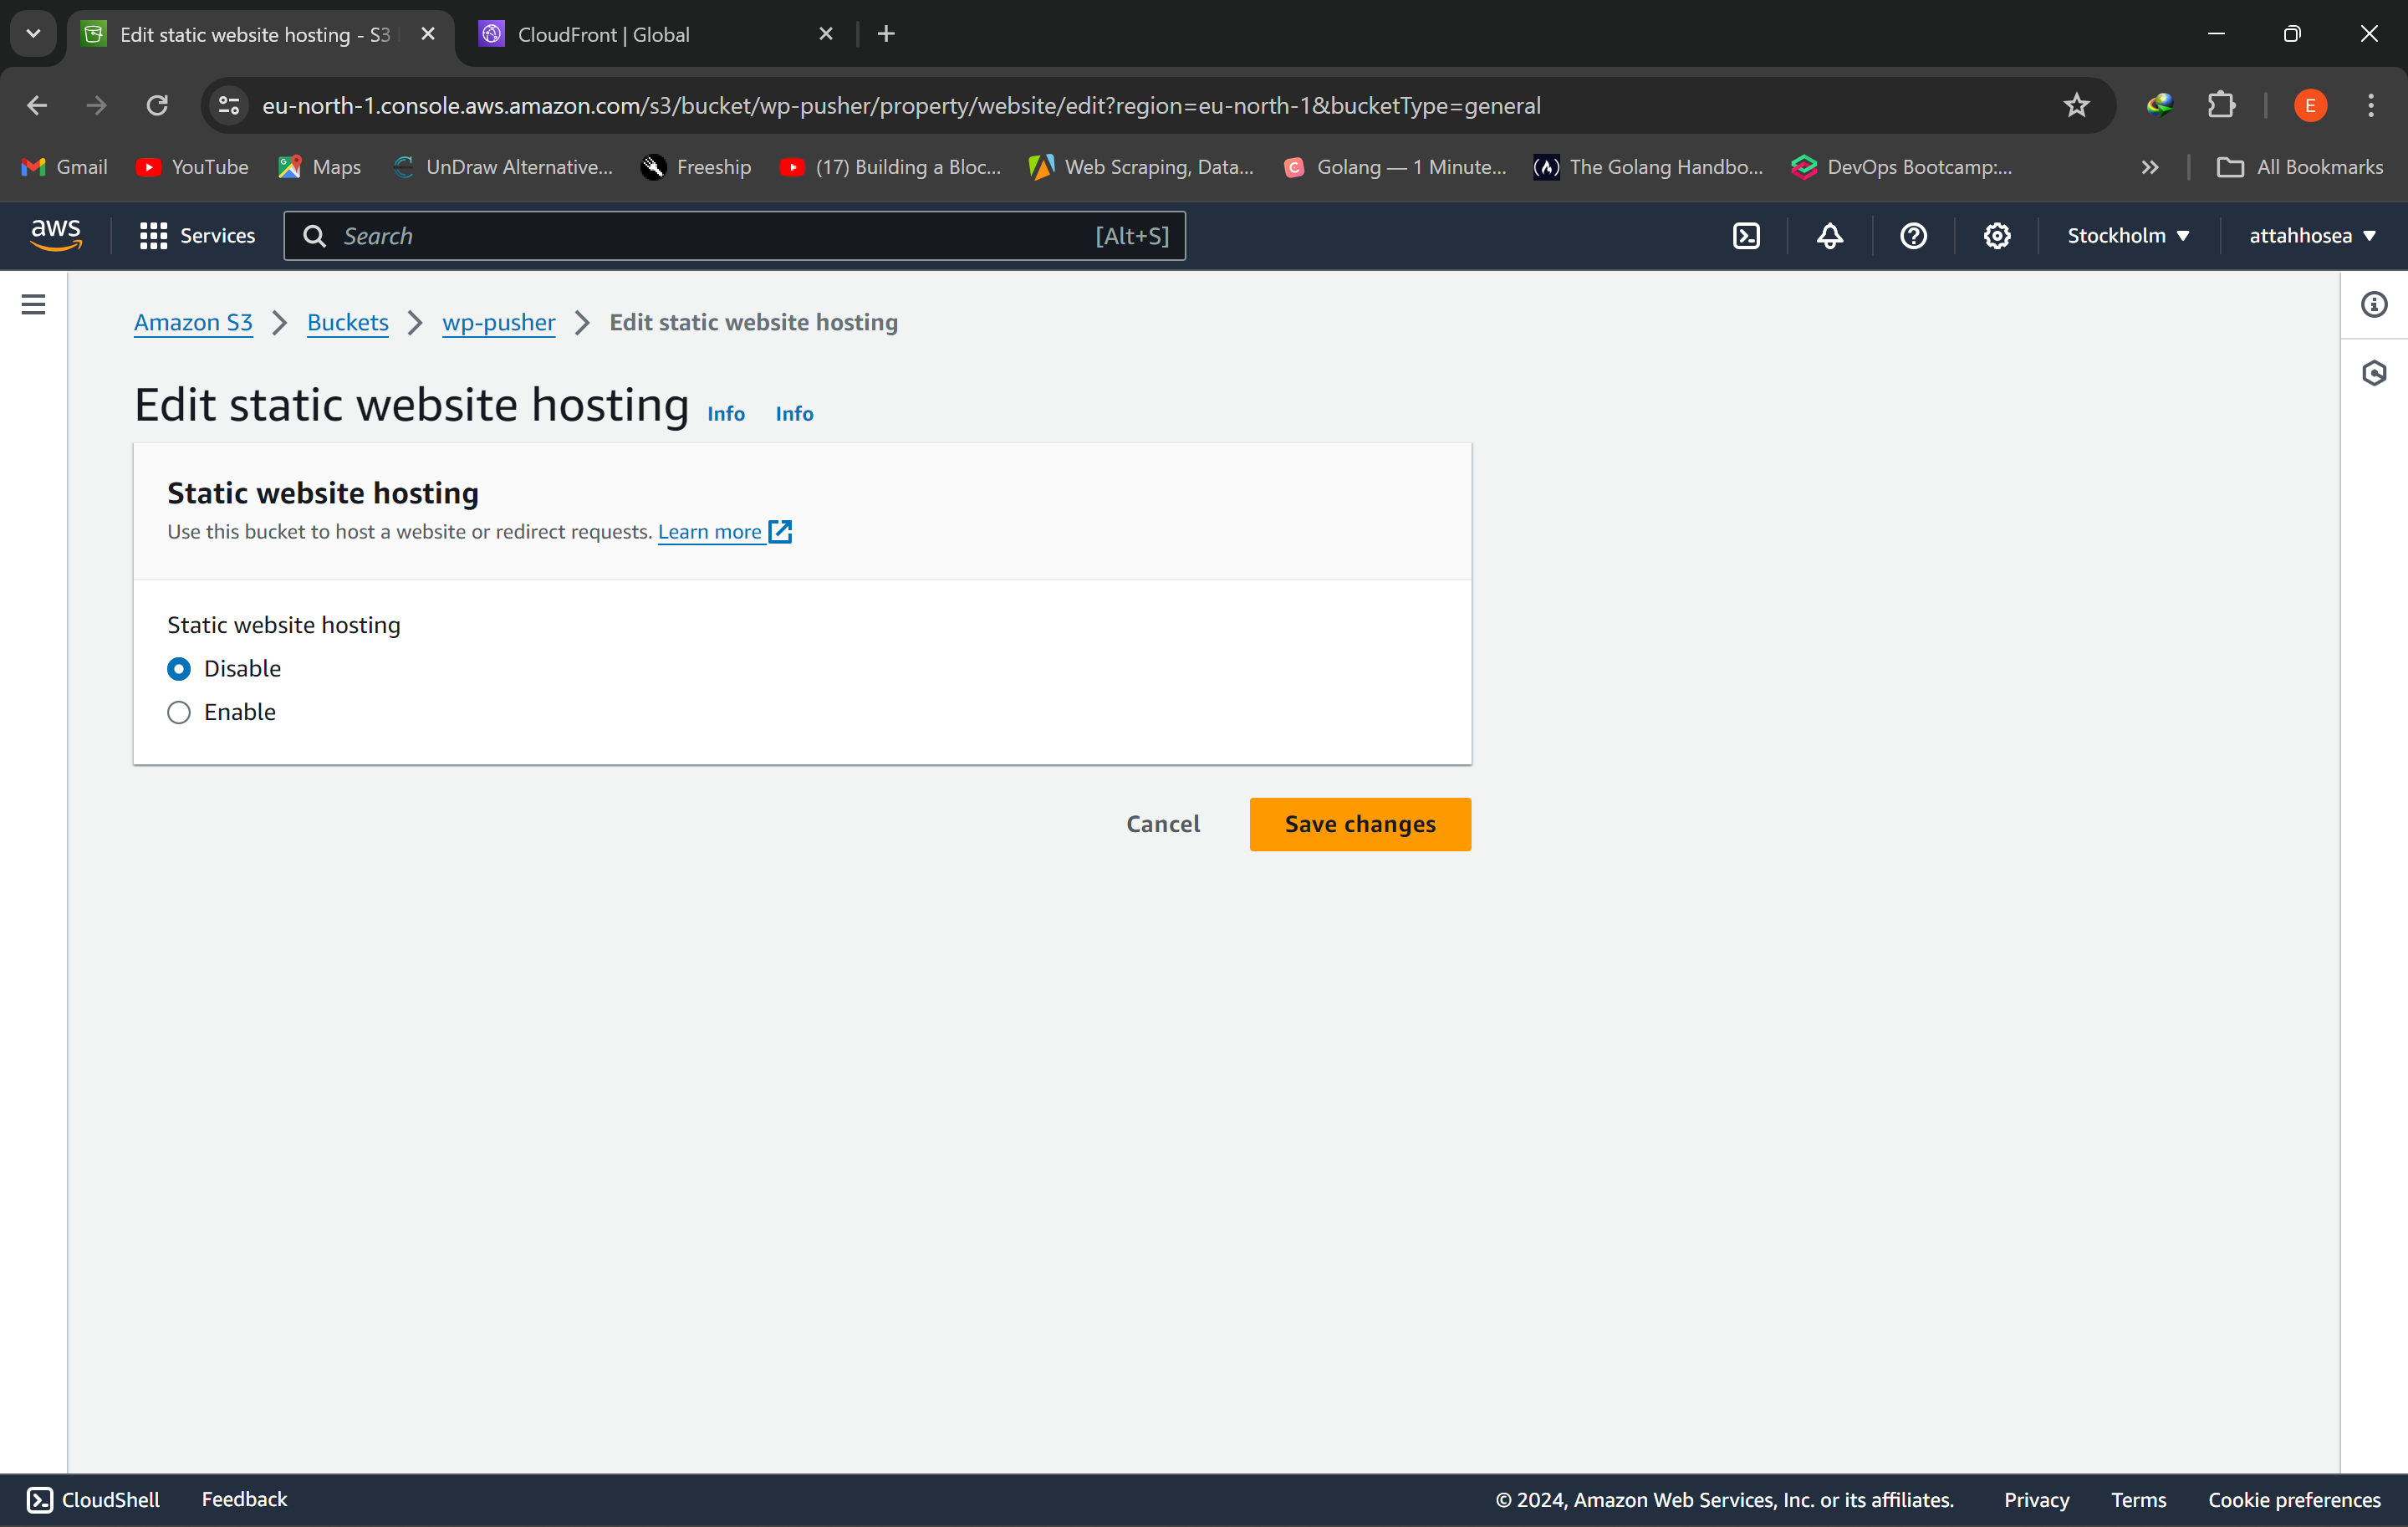 Edit static website hosting - S3
CloudFront | Global
eu-north-1.console.aws.amazon.com/s3/bucket/wp-pusher/property/website/edit?region=eu-north-1&bucketType=general
E
Gmail
YouTube
Maps
UnDraw Alternative...
Freeship
(17) Building a Bloc...
Web Scraping, Data...
Golang — 1 Minute...
The Golang Handbo...
DevOps Bootcamp:...
All Bookmarks
aws
Services
Search
[Alt+S]
Stockholm
attahhosea
Amazon S3
Buckets
wp-pusher
Edit static website hosting
Edit static website hosting Info Info
Static website hosting
Use this bucket to host a website or redirect requests. Learn more
Static website hosting
Disable
Enable
Cancel
Save changes
CloudShell
Feedback
© 2024, Amazon Web Services, Inc. or its affiliates.
Privacy
Terms
Cookie preferences